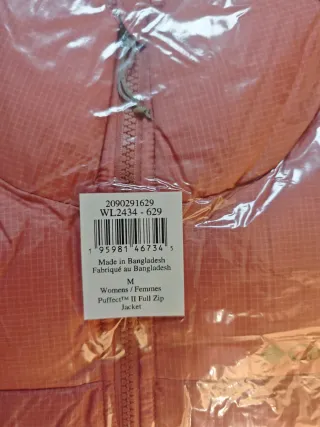 2090291629
WL2434 - 629
1 95981 46734 5
Made in Bangladesh
Fabriqué au Bangladesh
M
Womens / Femmes
Puffect™ II Full Zip
Jacket